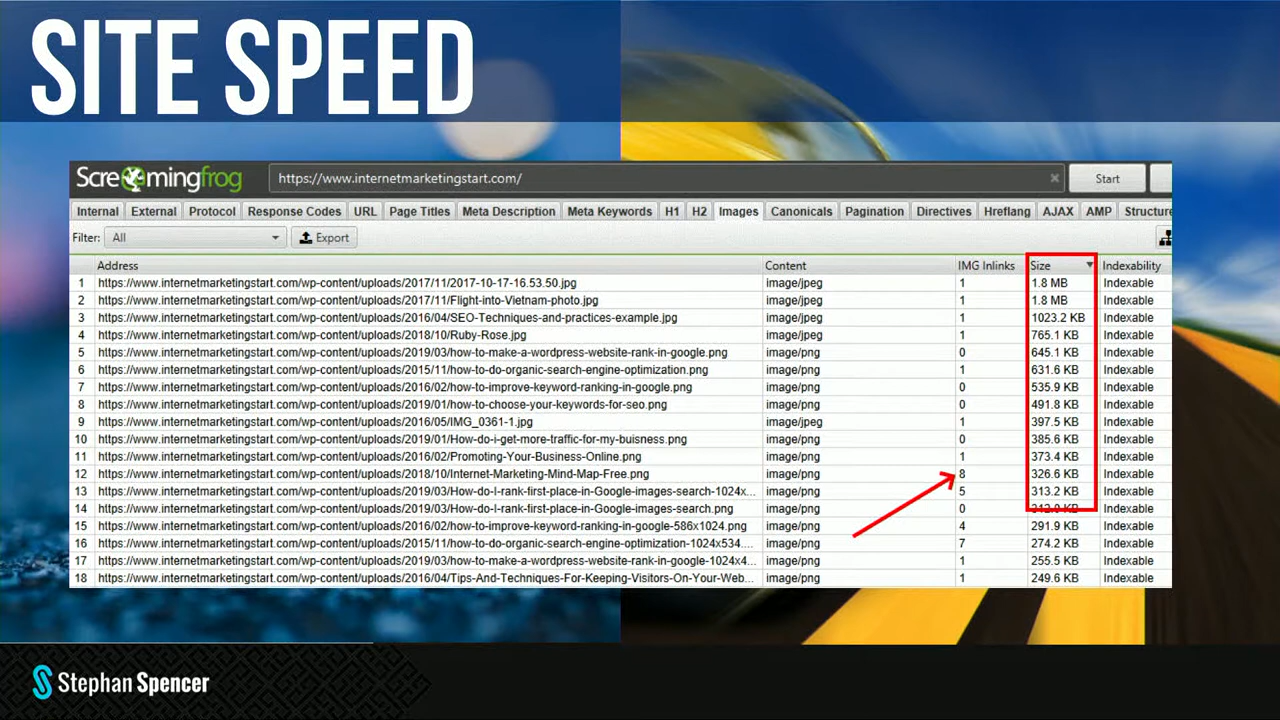 SITE SPEED
Screamingfrog https://www.internetmarketingstart.com/ × Start
Internal External Protocol Response Codes URL Page Titles Meta Description Meta Keywords H1 H2 Images Canonicals Pagination Directives Hreflang AJAX AMP Structure
Filter: All Export
Address Content IMG Inlinks Size Indexability
1 https://www.internetmarketingstart.com/wp-content/uploads/2017/11/2017-10-17-16.53.50.jpg image/jpeg 1 1.8 MB Indexable
2 https://www.internetmarketingstart.com/wp-content/uploads/2017/11/Flight-into-Vietnam-photo.jpg image/jpeg 1 1.8 MB Indexable
3 https://www.internetmarketingstart.com/wp-content/uploads/2016/04/SEO-Techniques-and-practices-example.jpg image/jpeg 1 1023.2 KB Indexable
4 https://www.internetmarketingstart.com/wp-content/uploads/2018/10/Ruby-Rose.jpg image/jpeg 1 765.1 KB Indexable
5 https://www.internetmarketingstart.com/wp-content/uploads/2019/03/how-to-make-a-wordpress-website-rank-in-google.png image/png 0 645.1 KB Indexable
6 https://www.internetmarketingstart.com/wp-content/uploads/2015/11/how-to-do-organic-search-engine-optimization.png image/png 1 631.6 KB Indexable
7 https://www.internetmarketingstart.com/wp-content/uploads/2016/02/how-to-improve-keyword-ranking-in-google.png image/png 0 535.9 KB Indexable
8 https://www.internetmarketingstart.com/wp-content/uploads/2019/01/how-to-choose-your-keywords-for-seo.png image/png 0 491.8 KB Indexable
9 https://www.internetmarketingstart.com/wp-content/uploads/2016/05/IMG_0361-1.jpg image/jpeg 1 397.5 KB Indexable
10 https://www.internetmarketingstart.com/wp-content/uploads/2019/01/How-do-i-get-more-traffic-for-my-buisness.png image/png 0 385.6 KB Indexable
11 https://www.internetmarketingstart.com/wp-content/uploads/2016/02/Promoting-Your-Business-Online.png image/png 1 373.4 KB Indexable
12 https://www.internetmarketingstart.com/wp-content/uploads/2018/10/Internet-Marketing-Mind-Map-Free.png image/png 8 326.6 KB Indexable
13 https://www.internetmarketingstart.com/wp-content/uploads/2019/03/How-do-I-rank-first-place-in-Google-images-search-1024x... image/png 5 313.2 KB Indexable
14 https://www.internetmarketingstart.com/wp-content/uploads/2019/03/How-do-I-rank-first-place-in-Google-images-search.png image/png 0 312.9 KB Indexable
15 https://www.internetmarketingstart.com/wp-content/uploads/2016/02/how-to-improve-keyword-ranking-in-google-586x1024.png image/png 4 291.9 KB Indexable
16 https://www.internetmarketingstart.com/wp-content/uploads/2015/11/how-to-do-organic-search-engine-optimization-1024x534.... image/png 7 274.2 KB Indexable
17 https://www.internetmarketingstart.com/wp-content/uploads/2019/03/how-to-make-a-wordpress-website-rank-in-google-1024x4... image/png 1 255.5 KB Indexable
18 https://www.internetmarketingstart.com/wp-content/uploads/2016/04/Tips-And-Techniques-For-Keeping-Visitors-On-Your-Web... image/png 1 249.6 KB Indexable
Stephan Spencer